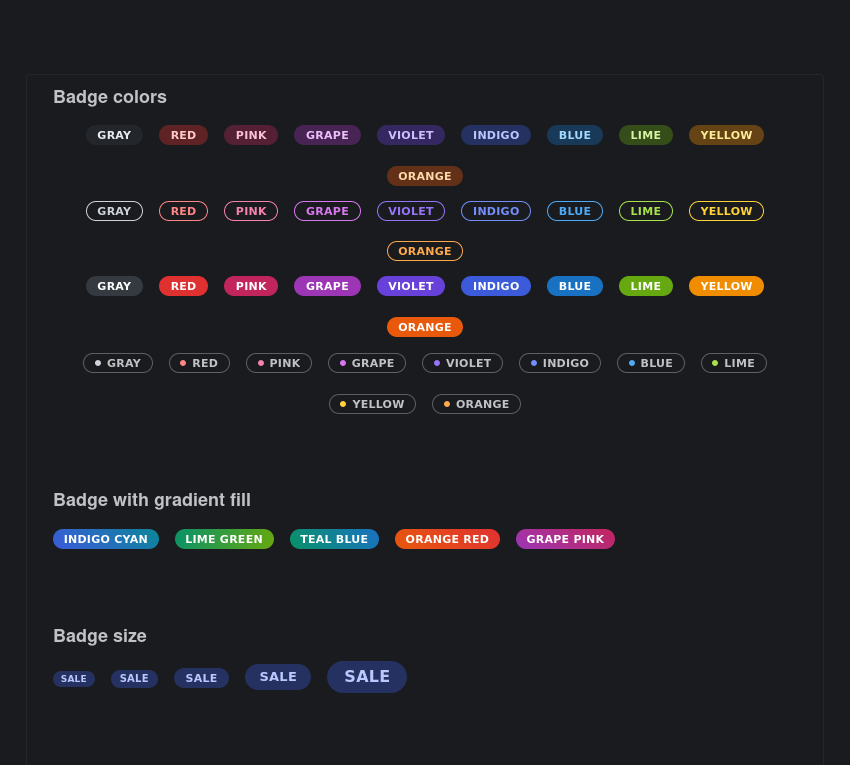 Badge colors
GRAY RED PINK GRAPE VIOLET INDIGO BLUE LIME YELLOW
ORANGE
GRAY RED PINK GRAPE VIOLET INDIGO BLUE LIME YELLOW
ORANGE
GRAY RED PINK GRAPE VIOLET INDIGO BLUE LIME YELLOW
ORANGE
GRAY RED PINK GRAPE VIOLET INDIGO BLUE LIME
YELLOW ORANGE
Badge with gradient fill
INDIGO CYAN LIME GREEN TEAL BLUE ORANGE RED GRAPE PINK
Badge size
SALE SALE SALE SALE SALE